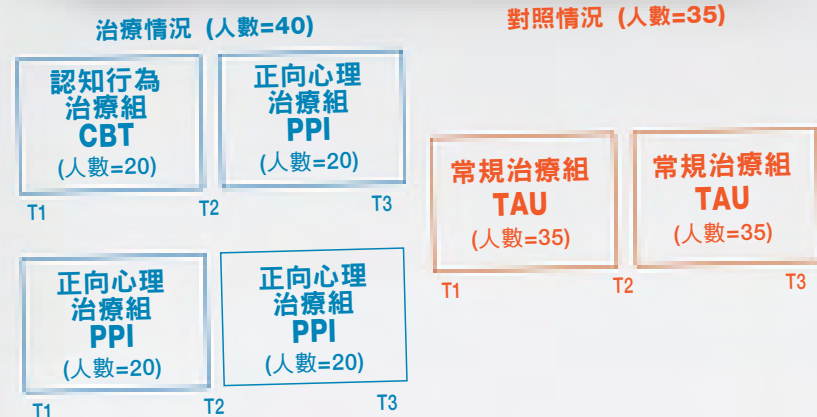 治療情況 (人數=40)
認知行為
治療組
CBT
(人數=20)
正向心理
治療組
PPI
(人數=20)
T1
T2
T3
正向心理
治療組
PPI
(人數=20)
正向心理
治療組
PPI
(人數=20)
T1
T2
T3
對照情況 (人數=35)
常規治療組
TAU
(人數=35)
常規治療組
TAU
(人數=35)
T1
T2
T3